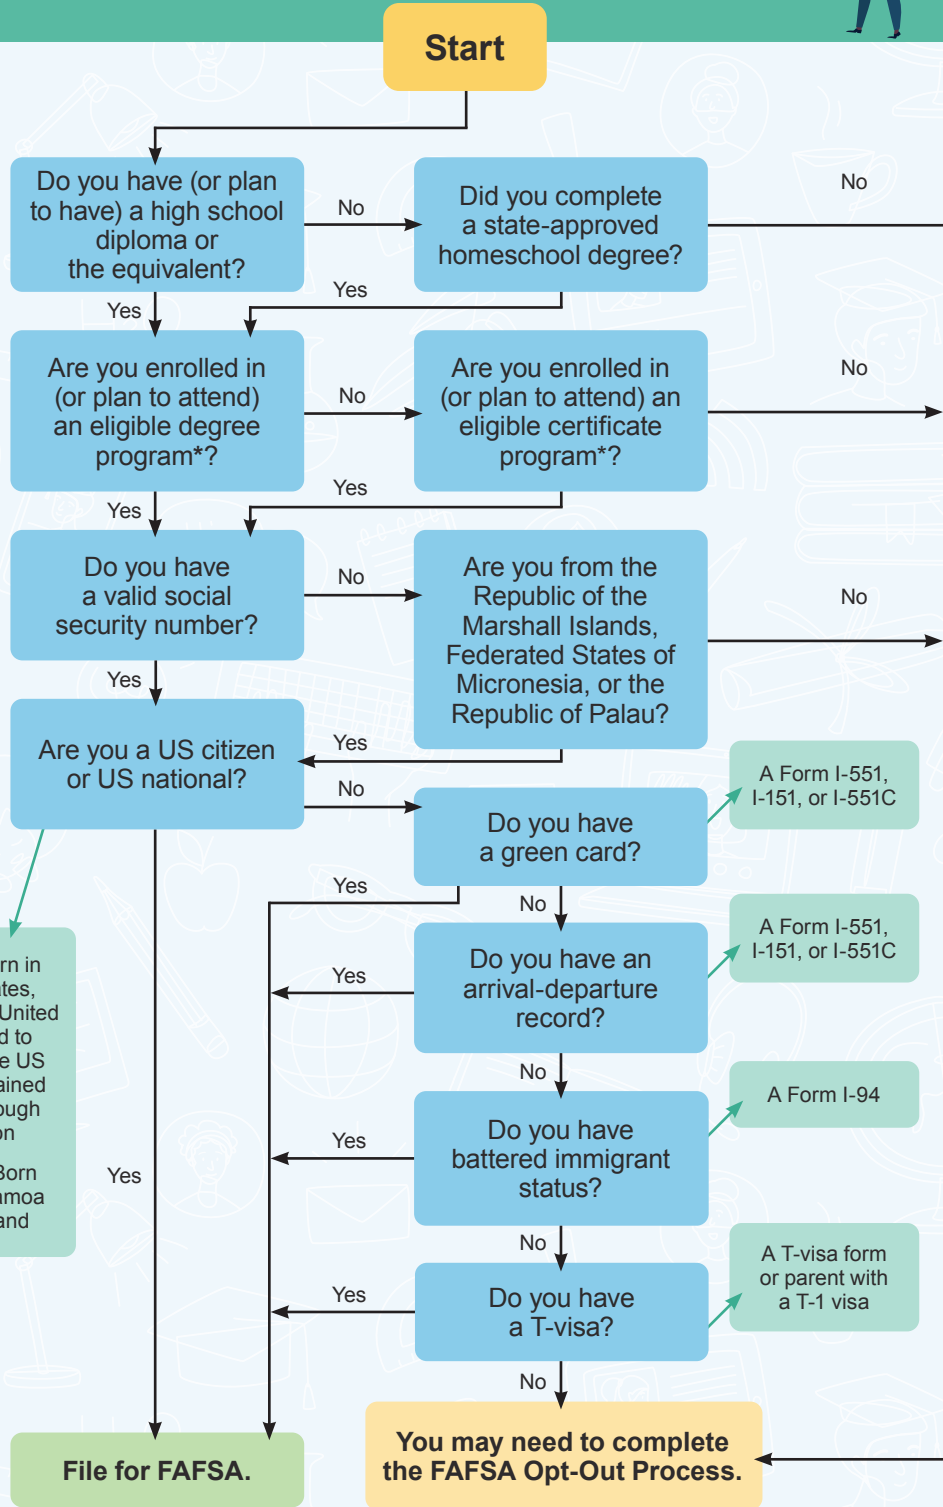 Start
Do you have (or plan
to have) a high school
diploma or
the equivalent?
No
Did you complete
a state-approved
homeschool degree?
No
Yes
Yes
Are you enrolled in
(or plan to attend)
an eligible degree
program*?
No
Are you enrolled in
(or plan to attend) an
eligible certificate
program*?
No
Yes
Yes
Do you have
a valid social
security number?
No
Are you from the
Republic of the
Marshall Islands,
Federated States of
Micronesia, or the
Republic of Palau?
No
Yes
Yes
Are you a US citizen
or US national?
No
Do you have
a green card?
A Form I-551,
I-151, or I-551C
Yes
No
Do you have an
arrival-departure
record?
A Form I-551,
I-151, or I-551C
Yes
No
Do you have
battered immigrant
status?
A Form I-94
Yes
No
Do you have
a T-visa?
A T-visa form
or parent with
a T-1 visa
Yes
No
in
United
to
US
and
Yes
File for FAFSA.
You may need to complete
the FAFSA Opt-Out Process.